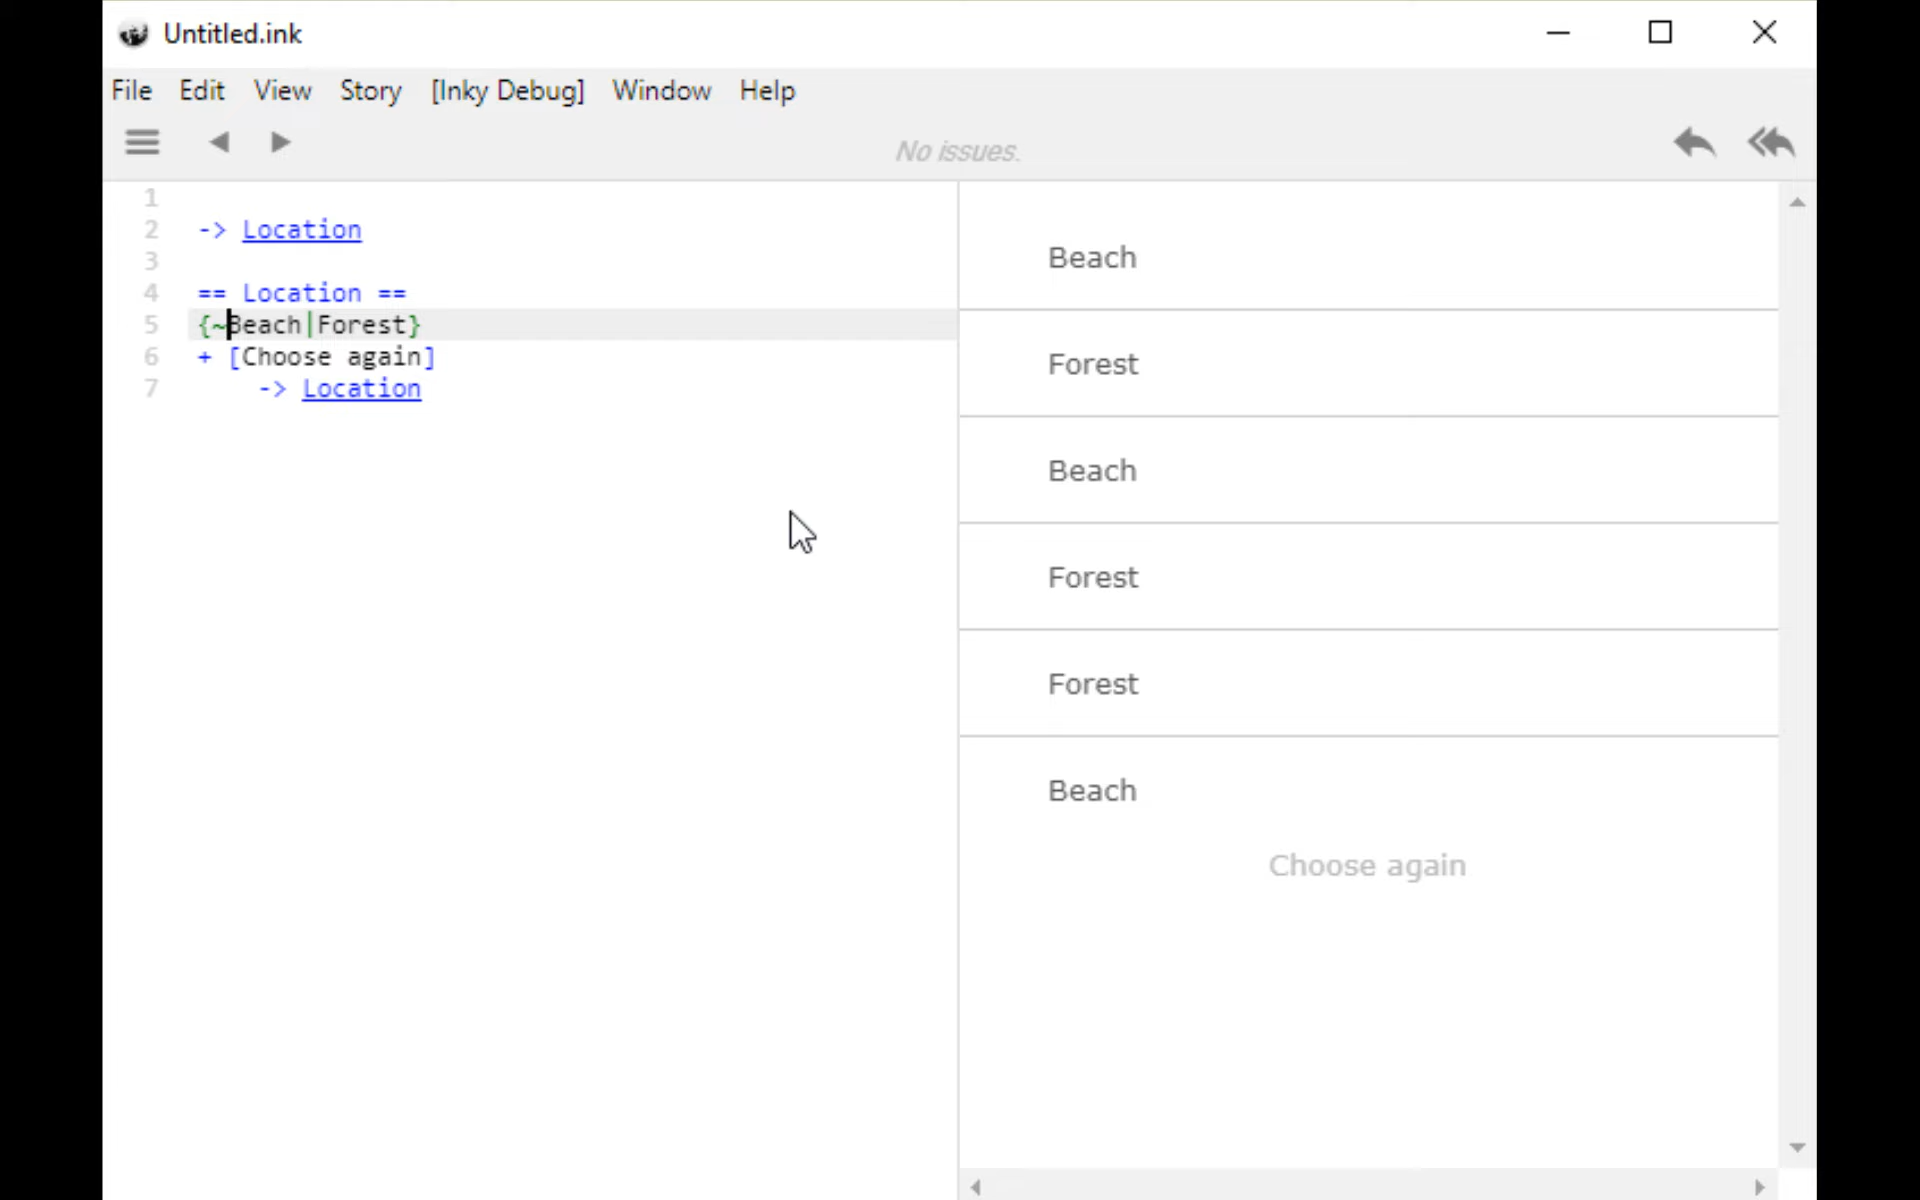 Untitled.ink
File Edit View Story [Inky Debug] Window Help
No issues.
1
2 -> Location
3
4 == Location ==
5 {~Beach|Forest}
6 + [Choose again]
7 -> Location
Beach
Forest
Beach
Forest
Forest
Beach
Choose again